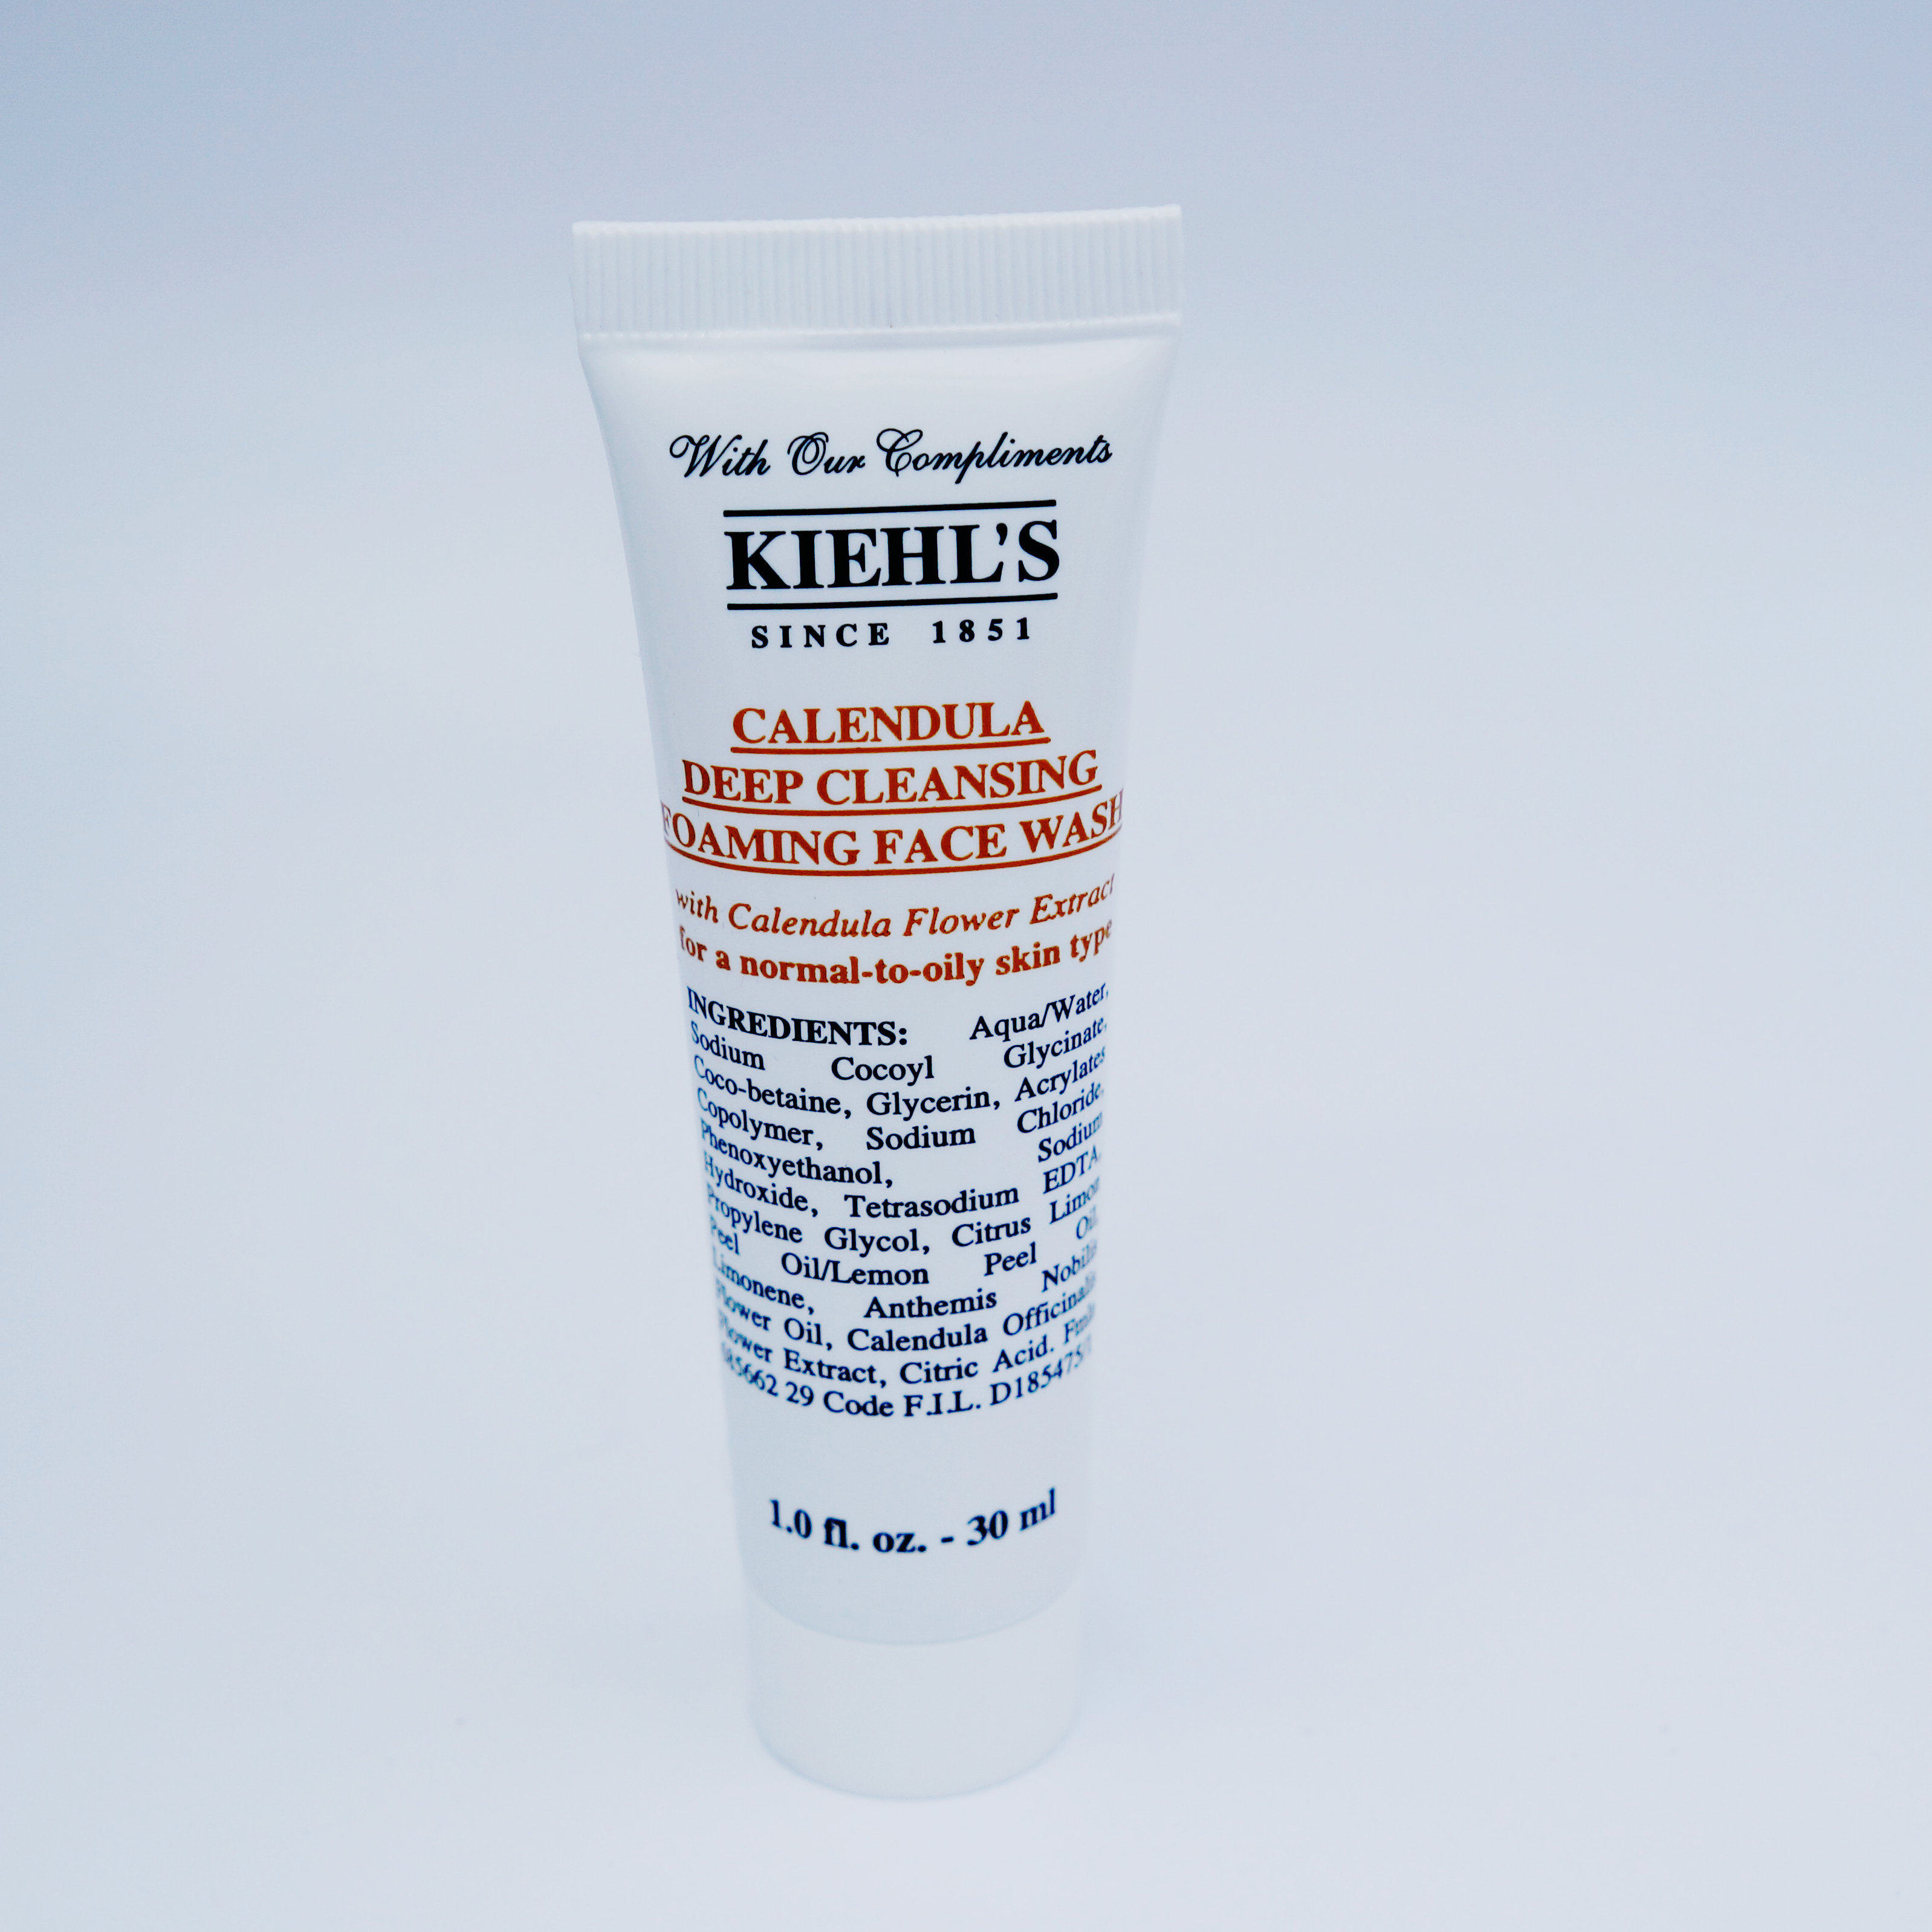 With Our Compliments
KIEHL'S
SINCE 1851
CALENDULA
DEEP CLEANSING
FOAMING FACE WASH
with Calendula Flower Extract
for a normal-to-oily skin type
INGREDIENTS: Aqua/Water,
Sodium Cocoyl Glycinate,
Coco-betaine, Glycerin, Acrylates
Copolymer, Sodium Chloride,
Phenoxyethanol, Sodium
Hydroxide, Tetrasodium EDTA,
Propylene Glycol, Citrus Limon
Peel Oil/Lemon Peel Oil,
Limonene, Anthemis Nobilis
Flower Oil, Calendula Officinalis
Flower Extract, Citric Acid.
29 Code F.I.L.
1.0 fl. oz. - 30 ml